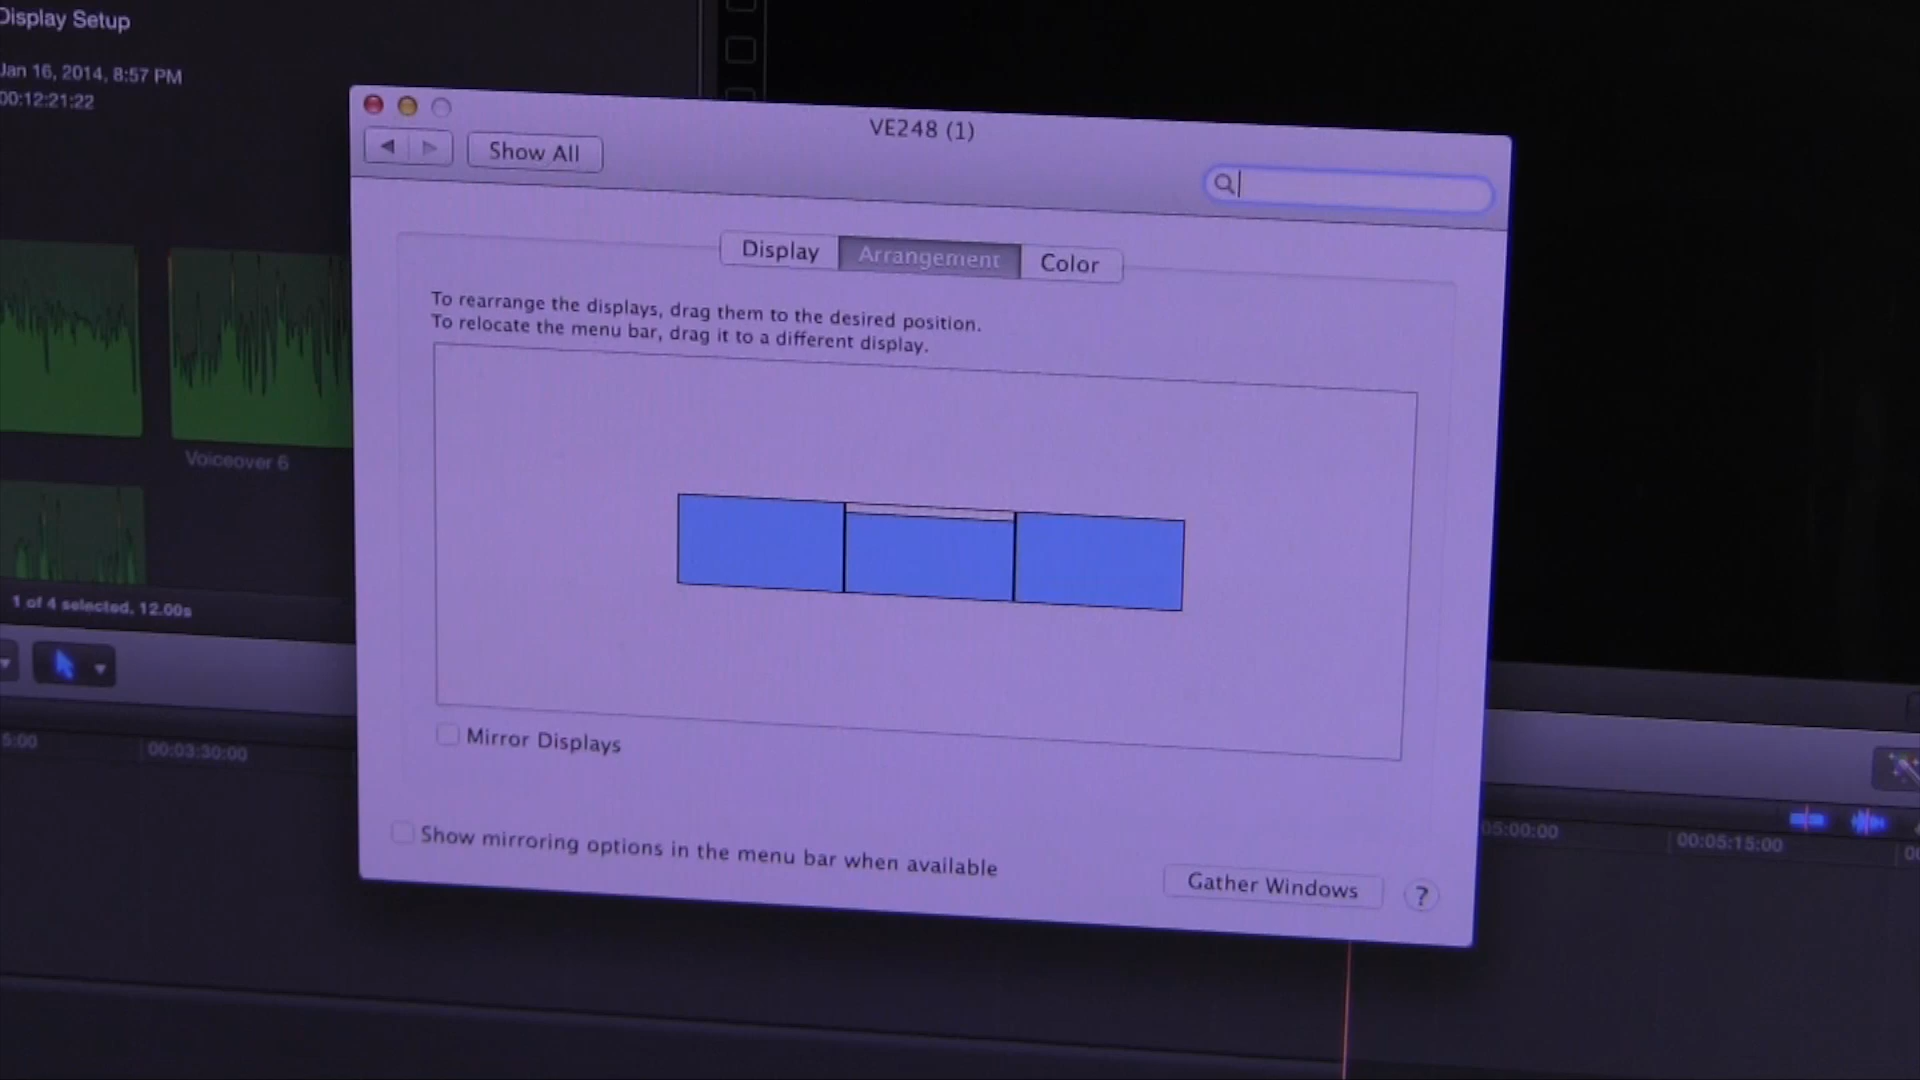 Display Setup
Jan 16, 2014, 8:57 PM
00:12:21:22
VE248 (1)
Show All
Display
Arrangement
Color
To rearrange the displays, drag them to the desired position.
To relocate the menu bar, drag it to a different display.
Voiceover 6
1 of 4 selected, 12.00s
Mirror Displays
5:00
00:03:30:00
05:00:00
00:05:15:00
Show mirroring options in the menu bar when available
Gather Windows
?